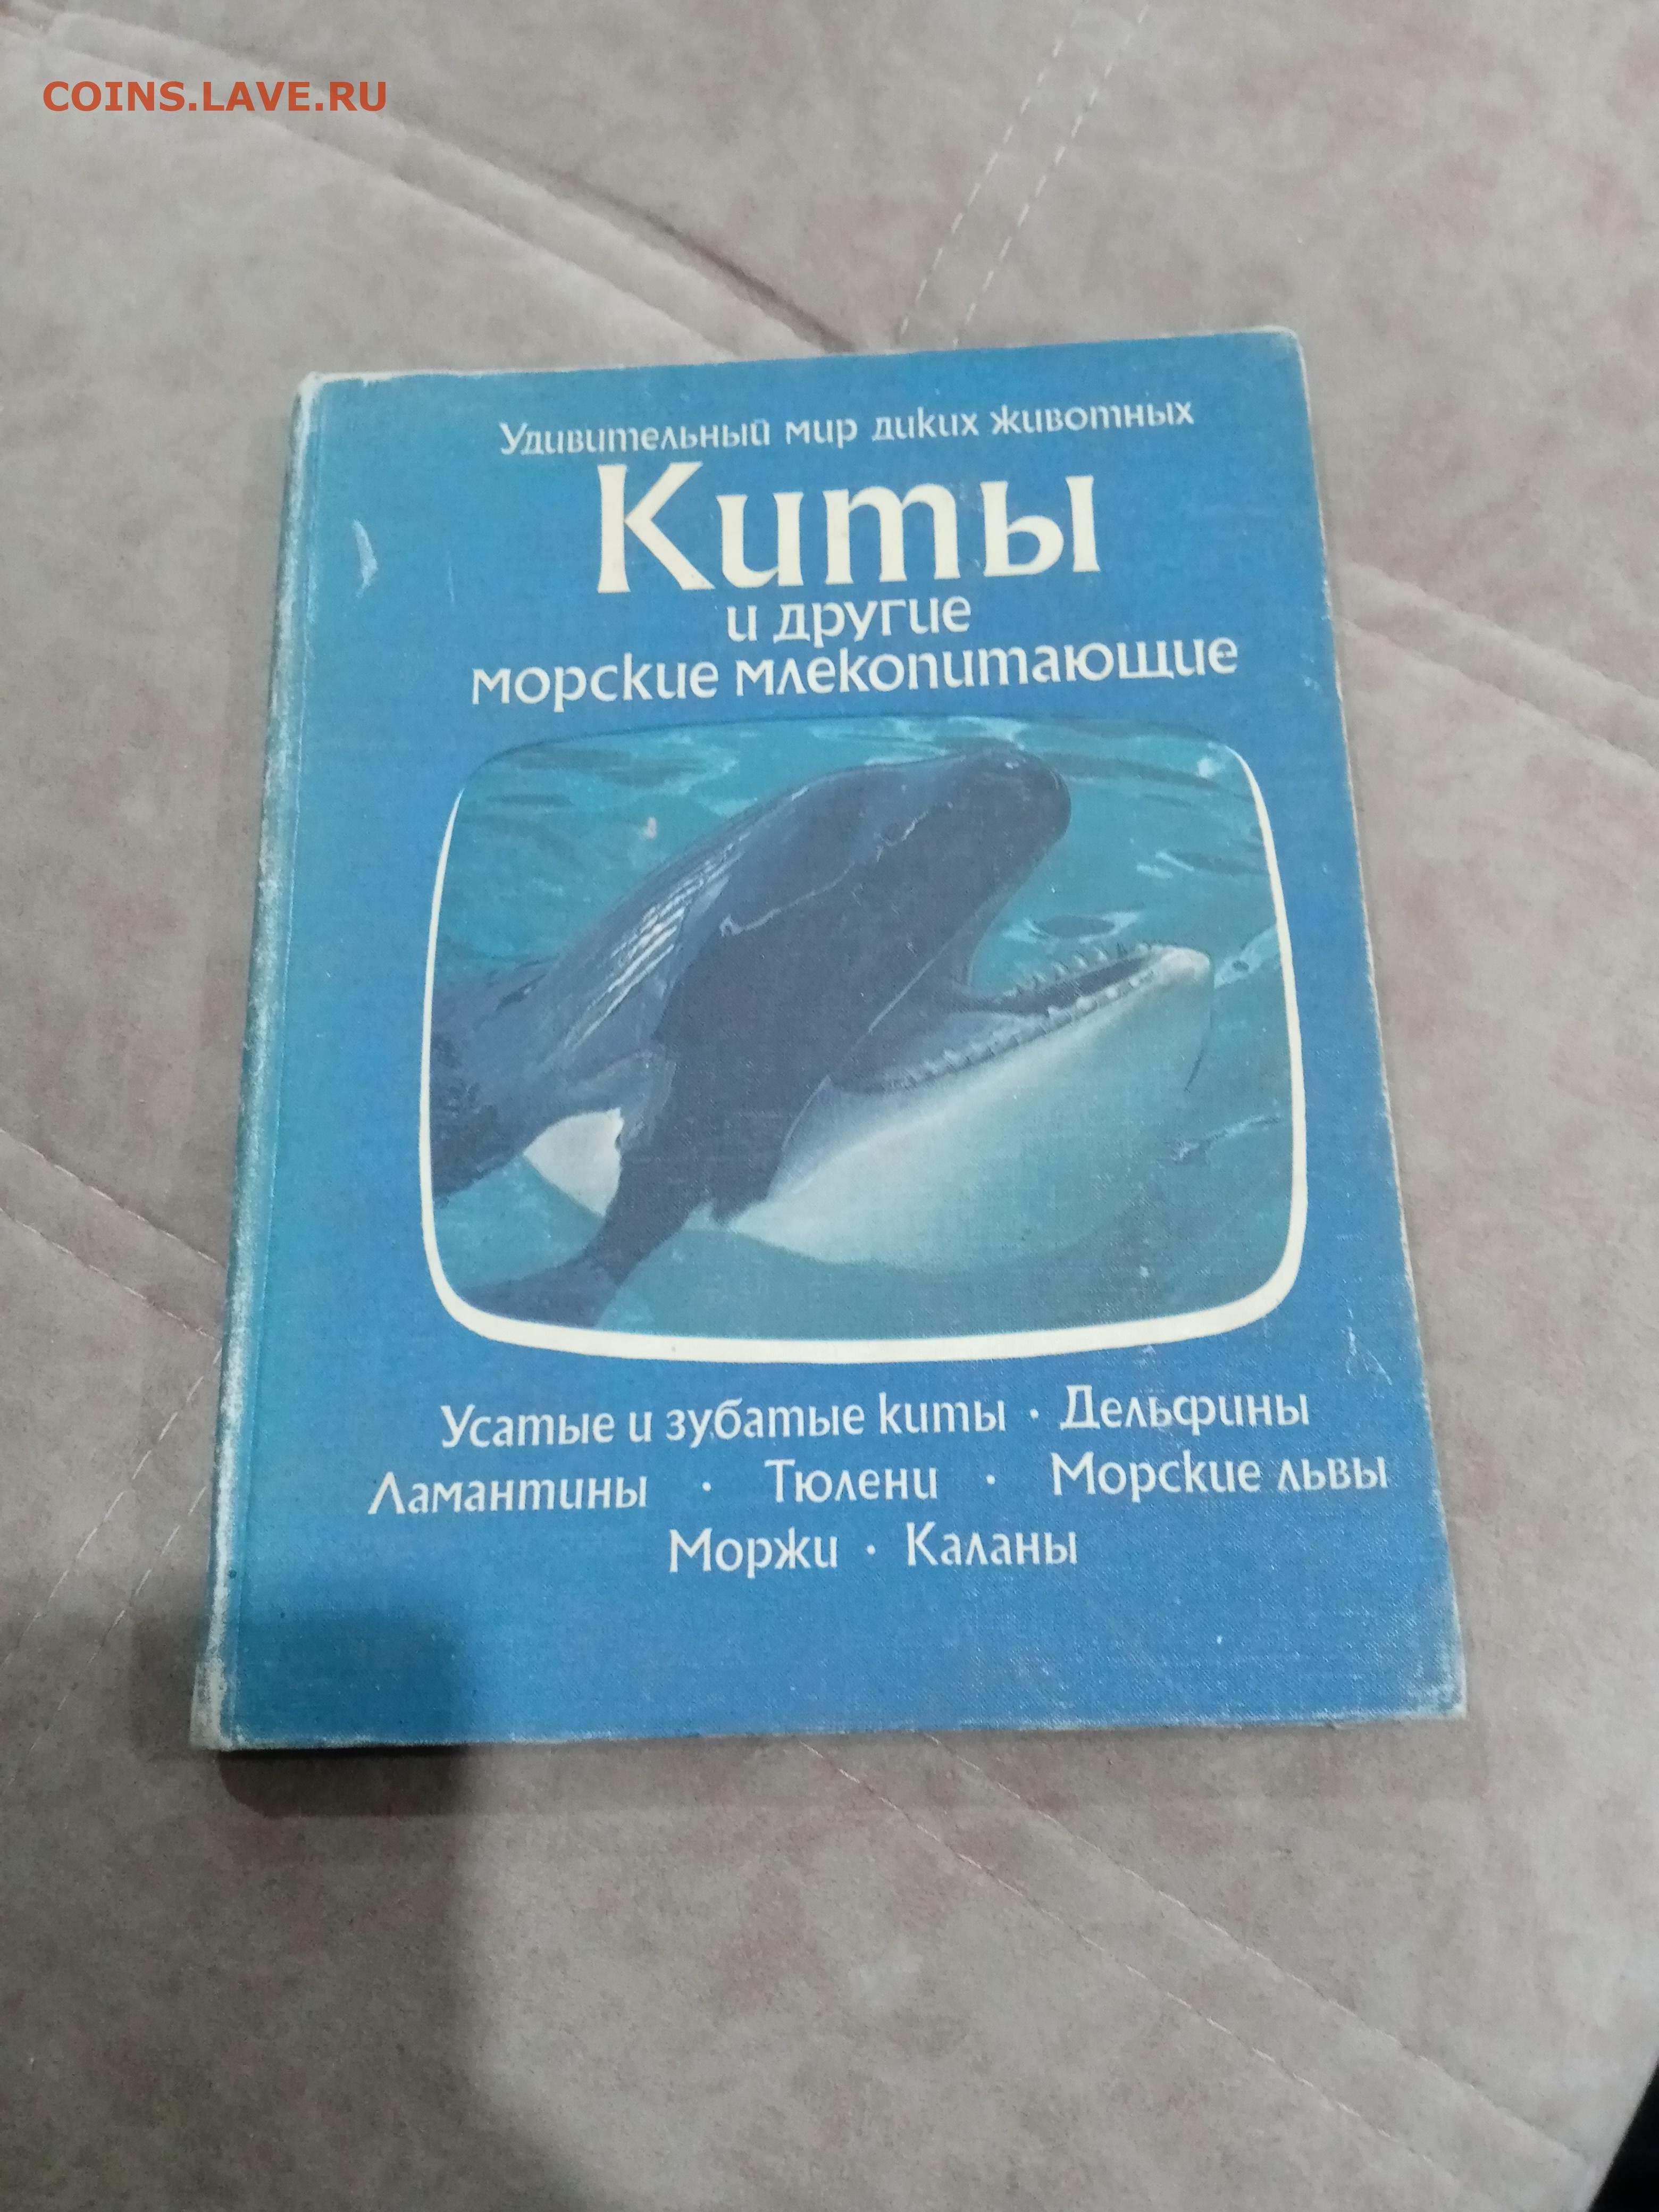 COINS.LAVE.RU
Удивительный мир диких животных
Киты
и другие
морские млекопитающие
Усатые и зубатые киты · Дельфины
Ламантины · Тюлени · Морские львы
Моржи · Каланы